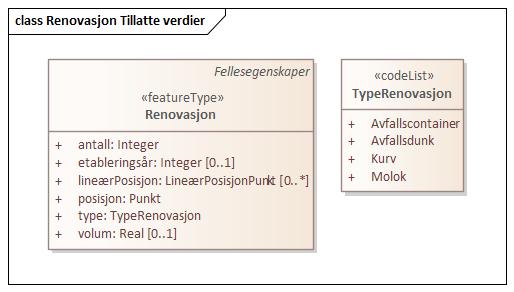 class Renovasjon Tillatte verdier
Fellesegenskaper
«featureType»
Renovasjon
+ antall: Integer
+ etableringsår: Integer [0..1]
+ lineærPosisjon: LineærPosisjonPunkt [0..*]
+ posisjon: Punkt
+ type: TypeRenovasjon
+ volum: Real [0..1]
«codeList»
TypeRenovasjon
+ Avfallscontainer
+ Avfallsdunk
+ Kurv
+ Molok